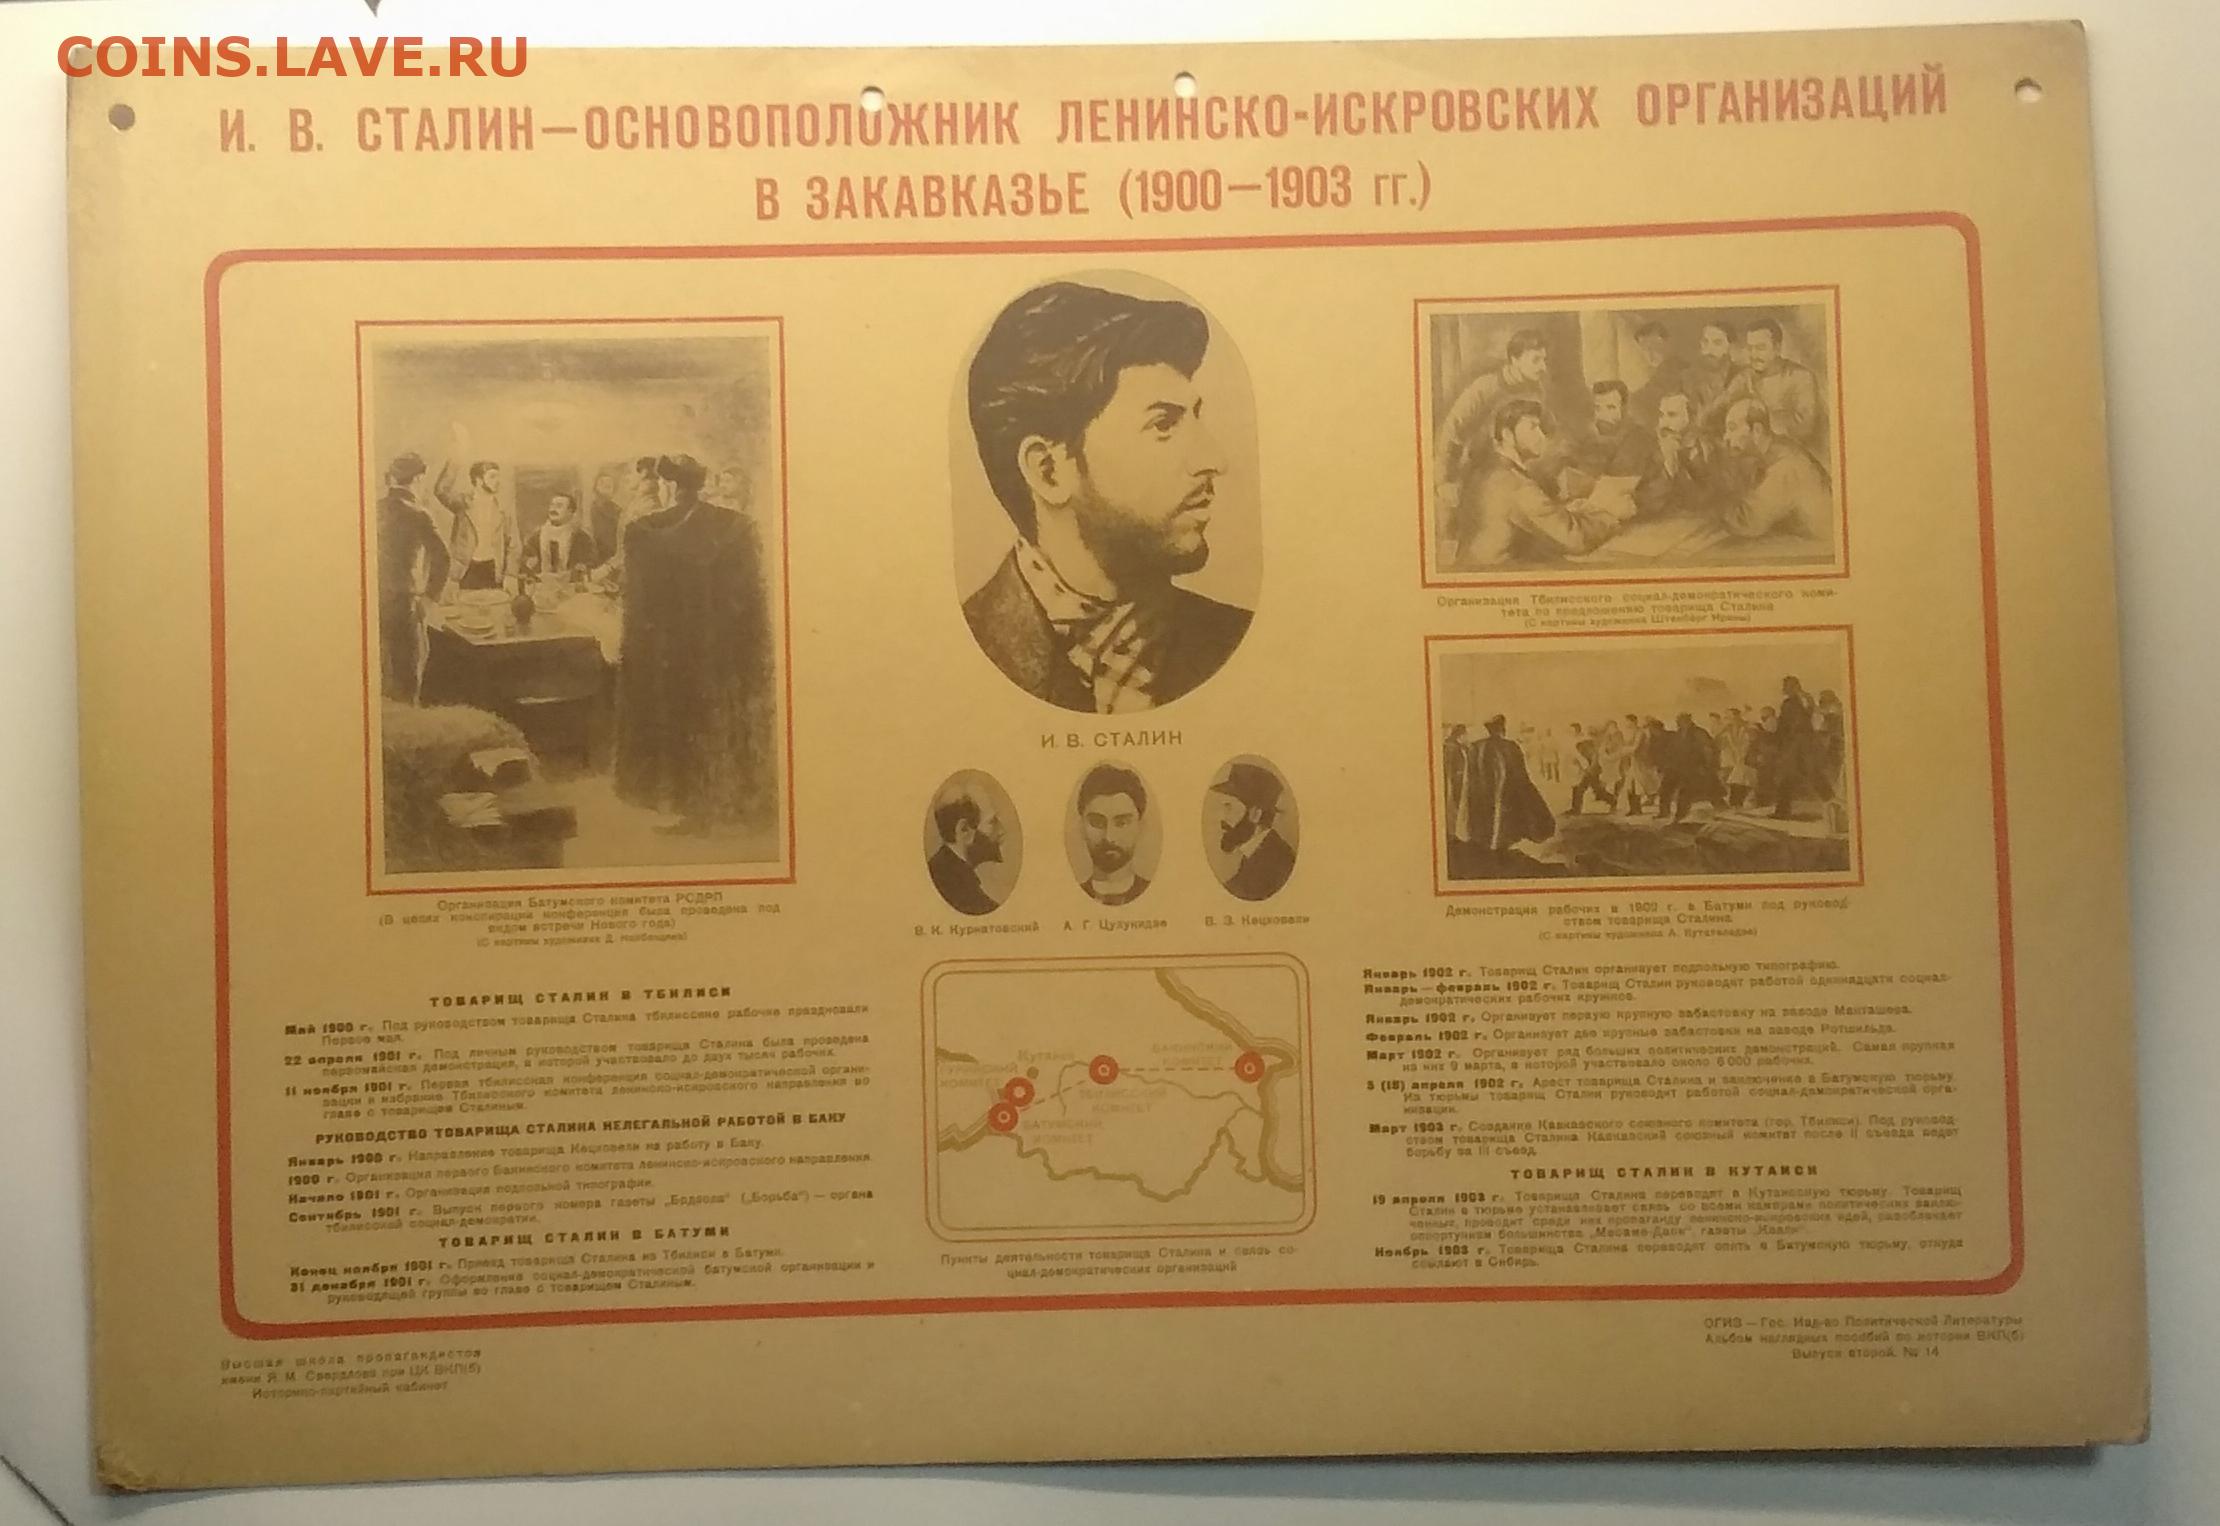 COINS.LAVE.RU
И. В. СТАЛИН—ОСНОВОПОЛОЖНИК ЛЕНИНСКО-ИСКРОВСКИХ ОРГАНИЗАЦИЙ
В ЗАКАВКАЗЬЕ (1900—1903 гг.)
Организация Батумского комитета РСДРП
(В целях конспирации конференция была проведена под
видом встречи Нового года)
(С картины художника Д.
И. В. СТАЛИН
В. К. Курнатовский
А. Г. Цулукидзе
В. З. Кецховели
Организация Тбилисского социал-демократического коми-
тета по предложению товарища Сталина
(С картины художника Штенберг Ирины)
Демонстрация рабочих в 1902 г. в Батуми под руковод-
ством товарища Сталина
(С картины художника А. Кутателадзе)
ТОВАРИЩ СТАЛИН В ТБИЛИСИ
Май 1900 г. Под руководством товарища Сталина тбилисские рабочие праздновали
Первое мая.
22 апреля 1901 г. Под личным руководством товарища Сталина была проведена
первомайская демонстрация, в которой участвовало до двух тысяч рабочих.
11 ноября 1901 г. Первая тбилисская конференция социал-демократической органи-
зации и избрание Тбилисского комитета ленинско-искровского направления во
главе с товарищем Сталиным.
РУКОВОДСТВО ТОВАРИЩА СТАЛИНА НЕЛЕГАЛЬНОЙ РАБОТОЙ В БАКУ
Январь 1900 г. Направление товарища Кецховели на работу в Баку.
1900 г. Организация первого Бакинского комитета ленинско-искровского направления.
Начало 1901 г. Организация подпольной типографии.
Сентябрь 1901 г. Выпуск первого номера газеты „Брдзола“ („Борьба“) — органа
тбилисской социал-демократии.
ТОВАРИЩ СТАЛИН В БАТУМИ
Конец ноября 1901 г. Приезд товарища Сталина из Тбилиси в Батуми.
31 декабря 1901 г. Оформление социал-демократической батумской организации и
руководящей группы во главе с товарищем Сталиным.
Кутаис
ГУРИЙСКИЙ
КОМИТЕТ
БАКИНСКИЙ
КОМИТЕТ
ТБИЛИССКИЙ
КОМИТЕТ
БАТУМСКИЙ
КОМИТЕТ
Пункты деятельности товарища Сталина и связь со-
циал-демократических организаций
Январь 1902 г. Товарищ Сталин организует подпольную типографию.
Январь — февраль 1902 г. Товарищ Сталин руководит работой одиннадцати социал-
демократических рабочих кружков.
Январь 1902 г. Организует первую крупную забастовку на заводе Манташева.
Февраль 1902 г. Организует две крупные забастовки на заводе Ротшильда.
Март 1902 г. Организует ряд больших политических демонстраций. Самая крупная
из них 9 марта, в которой участвовало около 6 000 рабочих.
5 (18) апреля 1902 г. Арест товарища Сталина и заключение в Батумскую тюрьму.
Из тюрьмы товарищ Сталин руководит работой социал-демократической орга-
низации.
Март 1903 г. Создание Кавказского союзного комитета (гор. Тбилиси). Под руковод-
ством товарища Сталина Кавказский союзный комитет после II съезда ведет
борьбу за III съезд.
ТОВАРИЩ СТАЛИН В КУТАИСИ
19 апреля 1903 г. Товарища Сталина переводят в Кутаисскую тюрьму. Товарищ
Сталин в тюрьме устанавливает связь со всеми камерами политических заклю-
ченных, проводит среди них пропаганду ленинско-искровских идей, разоблачает
оппортунизм большинства „Месаме-Даси“, газеты „Квали“.
Ноябрь 1903 г. Товарища Сталина переводят опять в Батумскую тюрьму, откуда
ссылают в Сибирь.
Высшая школа пропагандистов
имени Я. М. Свердлова при ЦК ВКП(б)
Историко-партийный кабинет
ОГИЗ — Гос. Изд-во Политической Литературы
Альбом наглядных пособий по истории ВКП(б)
Выпуск второй. № 14